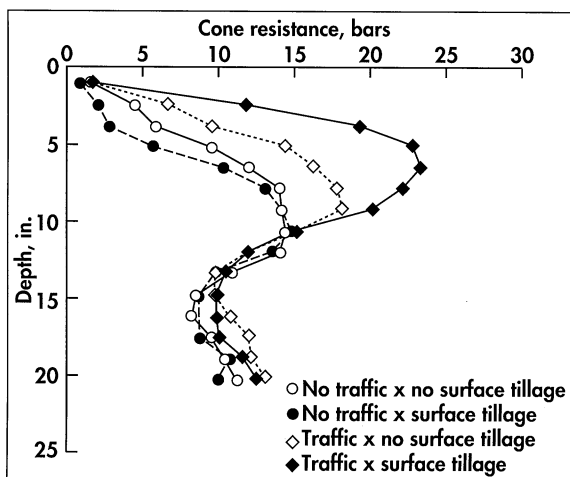 Cone resistance, bars
0 5 10 15 20 25 30
0
5
10
15
20
25
Depth, in.
No traffic x no surface tillage
No traffic x surface tillage
Traffic x no surface tillage
Traffic x surface tillage